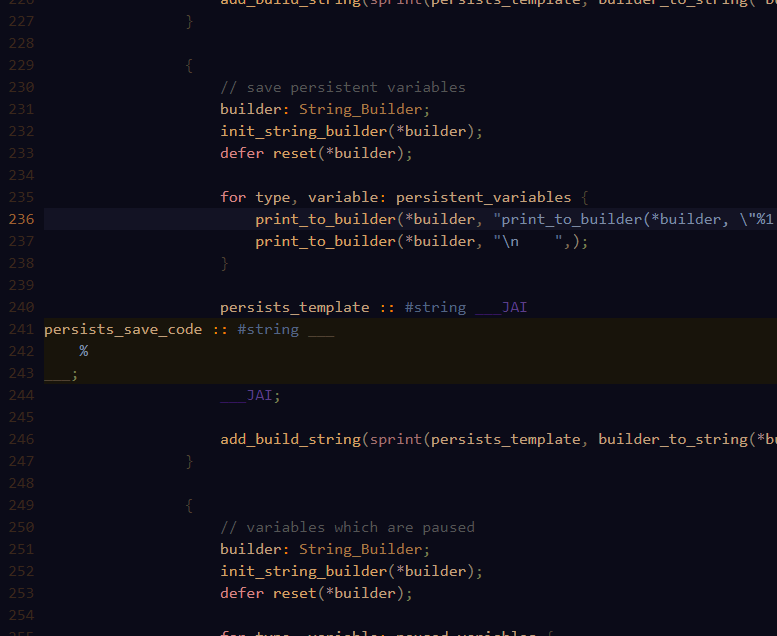 226 add_build_string(sprint(persists_template, builder_to_string(*b
227 }
228
229 {
230 // save persistent variables
231 builder: String_Builder;
232 init_string_builder(*builder);
233 defer reset(*builder);
234
235 for type, variable: persistent_variables {
236 print_to_builder(*builder, "print_to_builder(*builder, \"%1
237 print_to_builder(*builder, "\n    ",);
238 }
239
240 persists_template :: #string ___JAI
241 persists_save_code :: #string ___
242 %
243 ___;
244 ___JAI;
245
246 add_build_string(sprint(persists_template, builder_to_string(*bu
247 }
248
249 {
250 // variables which are paused
251 builder: String_Builder;
252 init_string_builder(*builder);
253 defer reset(*builder);
254
255 for type, variable: paused_variables {